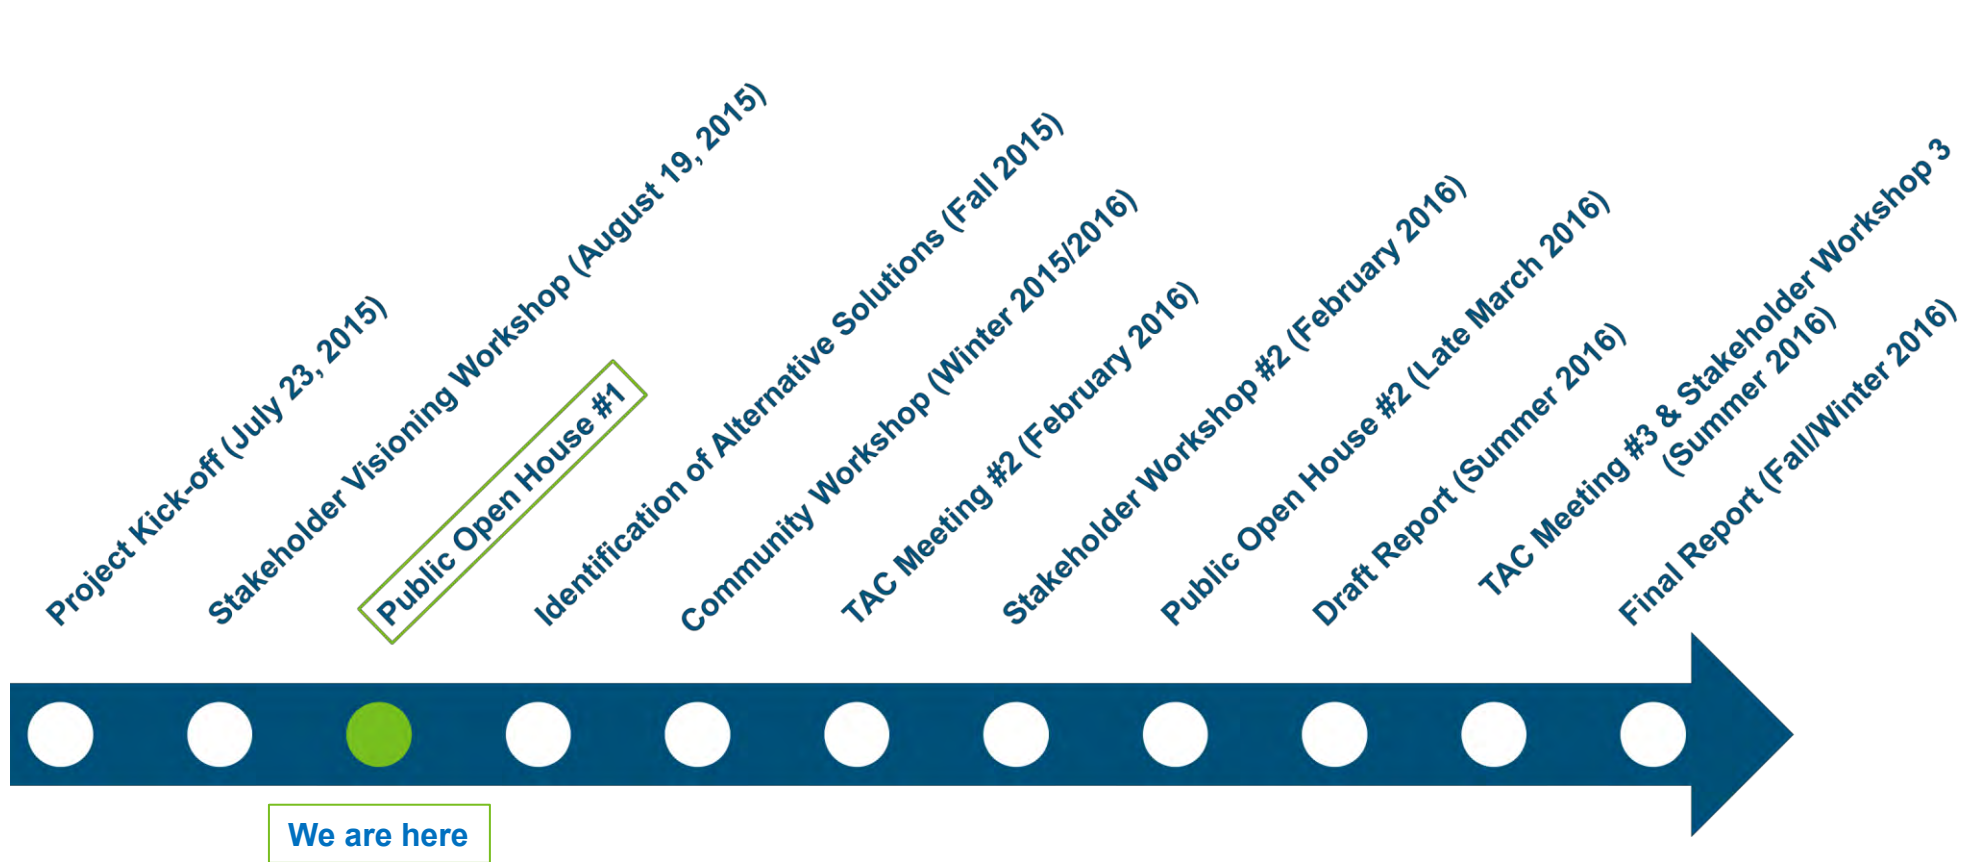 Project Kick-off (July 23, 2015)
Stakeholder Visioning Workshop (August 19, 2015)
Public Open House #1
Identification of Alternative Solutions (Fall 2015)
Community Workshop (Winter 2015/2016)
TAC Meeting #2 (February 2016)
Stakeholder Workshop #2 (February 2016)
Public Open House #2 (Late March 2016)
Draft Report (Summer 2016)
TAC Meeting #3 & Stakeholder Workshop 3
(Summer 2016)
Final Report (Fall/Winter 2016)
We are here